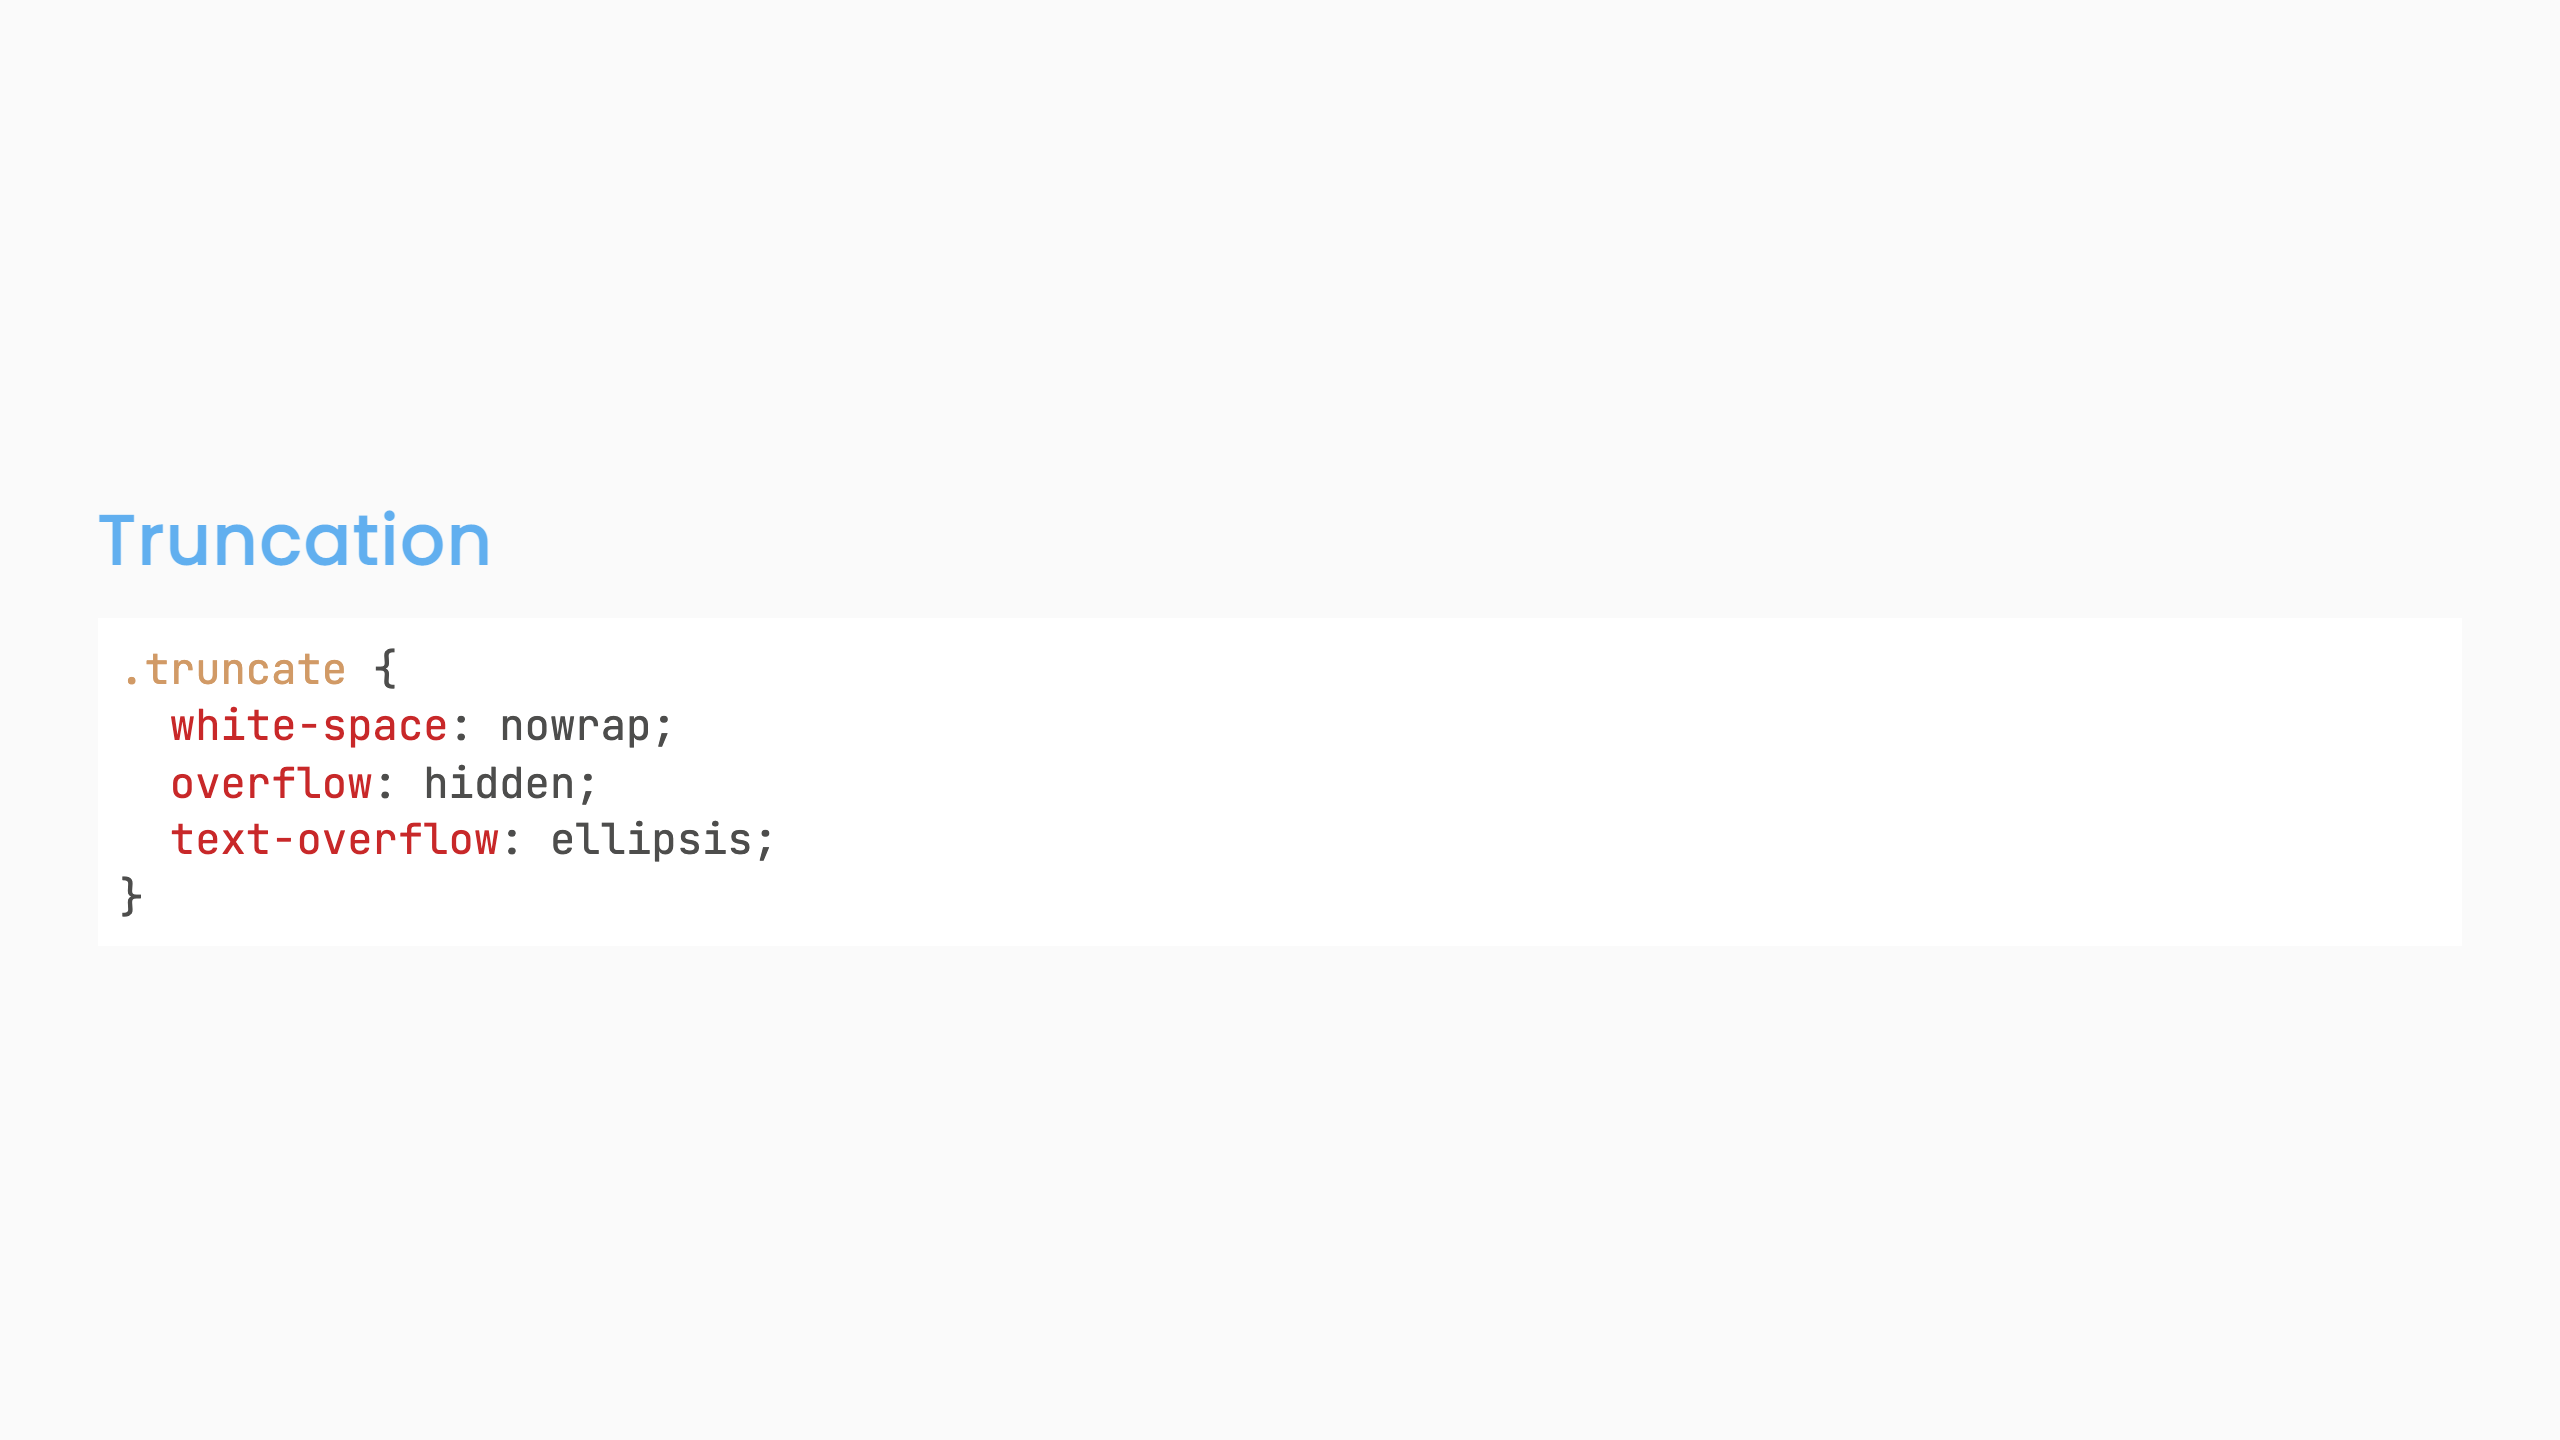 Truncation
.truncate {
  white-space: nowrap;
  overflow: hidden;
  text-overflow: ellipsis;
}